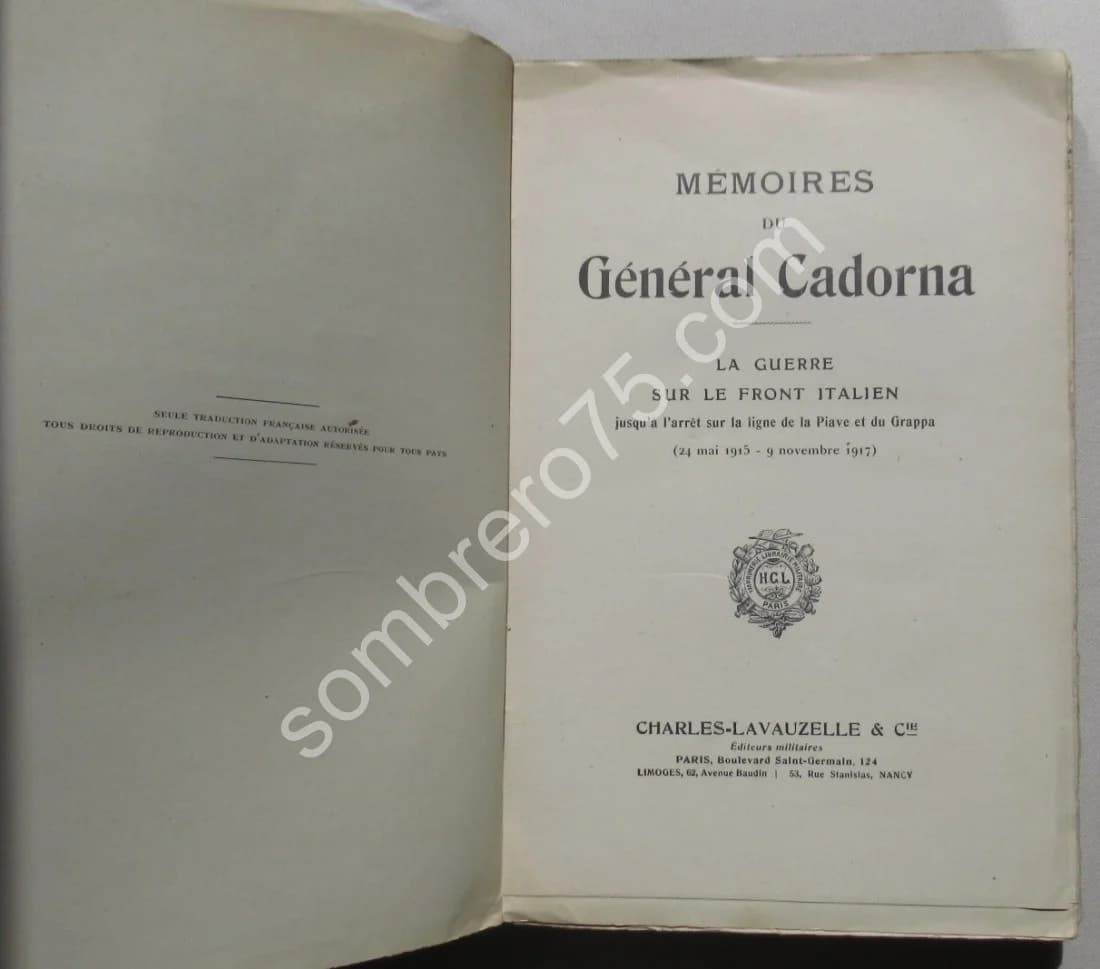 SEULE TRADUCTION FRANÇAISE AUTORISÉE
TOUS DROITS DE REPRODUCTION ET D'ADAPTATION RÉSERVÉS POUR TOUS PAYS
MÉMOIRES
DU
Général Cadorna
LA GUERRE
SUR LE FRONT ITALIEN
jusqu'a l'arrêt sur la ligne de la Piave et du Grappa
(24 mai 1915 - 9 novembre 1917)
IMPRIMERIE LIBRAIRIE MILITAIRE
H.C.L.
PARIS
CHARLES-LAVAUZELLE & CIE
Éditeurs militaires
PARIS, Boulevard Saint-Germain, 124
LIMOGES, 62, Avenue Baudin | 53, Rue Stanislas, NANCY
sombrero75.com